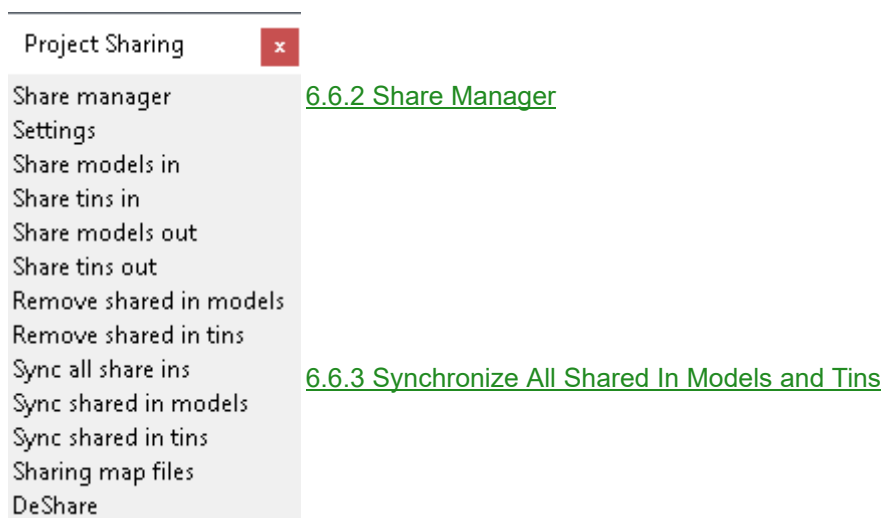 Project Sharing x
Share manager 6.6.2 Share Manager
Settings
Share models in
Share tins in
Share models out
Share tins out
Remove shared in models
Remove shared in tins
Sync all share ins 6.6.3 Synchronize All Shared In Models and Tins
Sync shared in models
Sync shared in tins
Sharing map files
DeShare